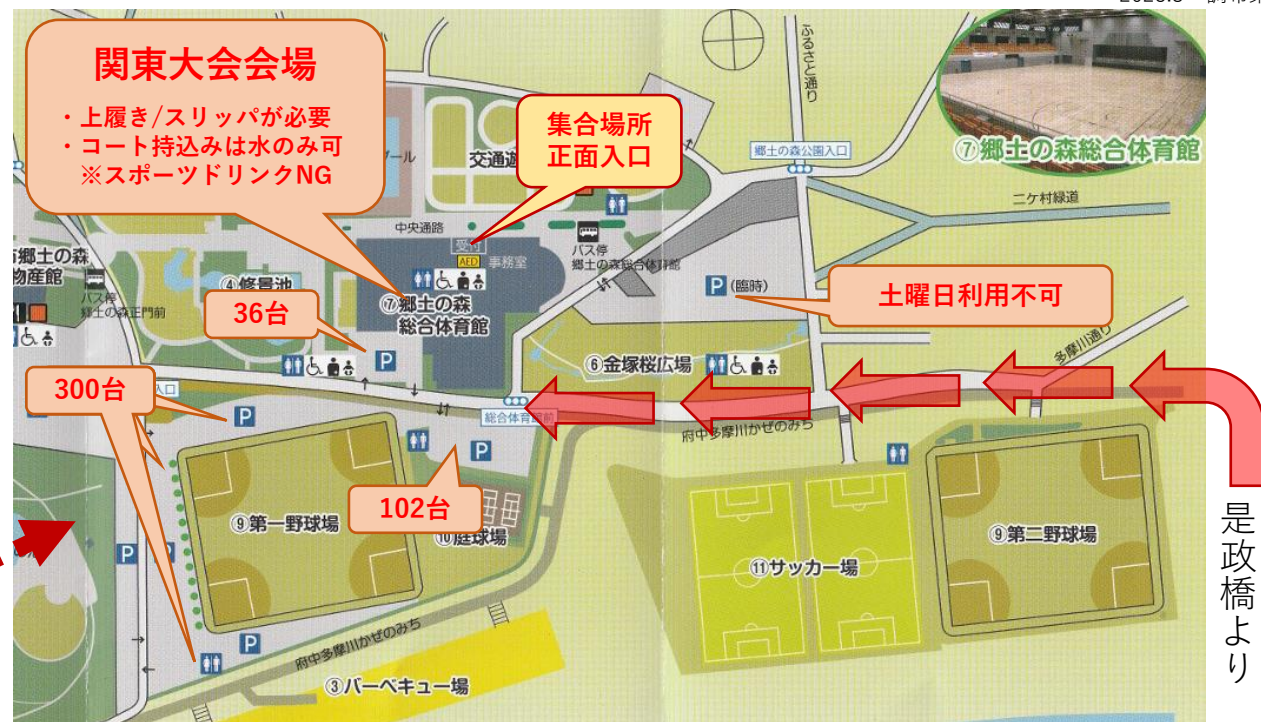 関東大会会場
・上履き/スリッパが必要
・コート持込みは水のみ可
※スポーツドリンクNG
集合場所
正面入口
ふるさと通り
郷土の森公園入口
⑦郷土の森総合体育館
二ケ村緑道
ール
交通遊
中央通路
受付
AED
事務室
バス停
郷土の森総合体育館
郷土の森
物産館
バス停
郷土の森正門前
④修景池
36台
⑦郷土の森
総合体育館
P
P
(臨時)
土曜日利用不可
多摩川通り
⑥金塚桜広場
300台
入口
P
総合体育館前
府中多摩川かぜのみち
P
102台
⑨第一野球場
⑩庭球場
P
⑪サッカー場
⑨第二野球場
P
府中多摩川かぜのみち
③バーベキュー場
是政橋より